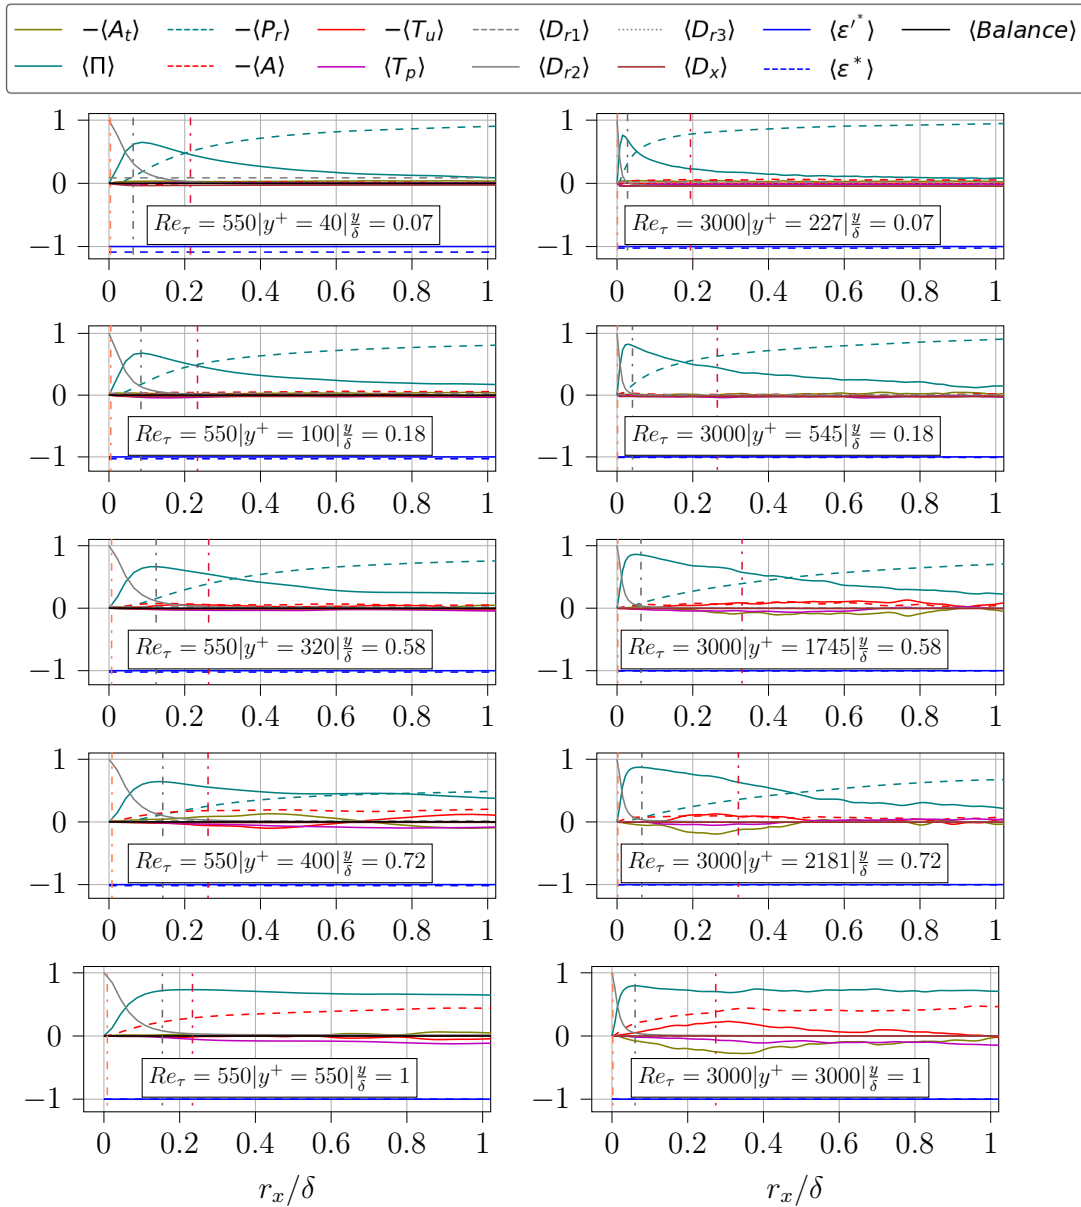 −⟨A_t⟩ −⟨P_r⟩ −⟨T_u⟩ ⟨D_{r1}⟩ ⟨D_{r3}⟩ ⟨ε′^*⟩ ⟨Balance⟩
⟨Π⟩ −⟨A⟩ ⟨T_p⟩ ⟨D_{r2}⟩ ⟨D_x⟩ ⟨ε^*⟩
1 1
0 0
Re_τ = 550|y^+ = 40|y/δ = 0.07 Re_τ = 3000|y^+ = 227|y/δ = 0.07
−1 −1
0 0.2 0.4 0.6 0.8 1 0 0.2 0.4 0.6 0.8 1
1 1
0 0
Re_τ = 550|y^+ = 100|y/δ = 0.18 Re_τ = 3000|y^+ = 545|y/δ = 0.18
−1 −1
0 0.2 0.4 0.6 0.8 1 0 0.2 0.4 0.6 0.8 1
1 1
0 0
Re_τ = 550|y^+ = 320|y/δ = 0.58 Re_τ = 3000|y^+ = 1745|y/δ = 0.58
−1 −1
0 0.2 0.4 0.6 0.8 1 0 0.2 0.4 0.6 0.8 1
1 1
0 0
Re_τ = 550|y^+ = 400|y/δ = 0.72 Re_τ = 3000|y^+ = 2181|y/δ = 0.72
−1 −1
0 0.2 0.4 0.6 0.8 1 0 0.2 0.4 0.6 0.8 1
1 1
0 0
Re_τ = 550|y^+ = 550|y/δ = 1 Re_τ = 3000|y^+ = 3000|y/δ = 1
−1 −1
0 0.2 0.4 0.6 0.8 1 0 0.2 0.4 0.6 0.8 1
r_x/δ r_x/δ